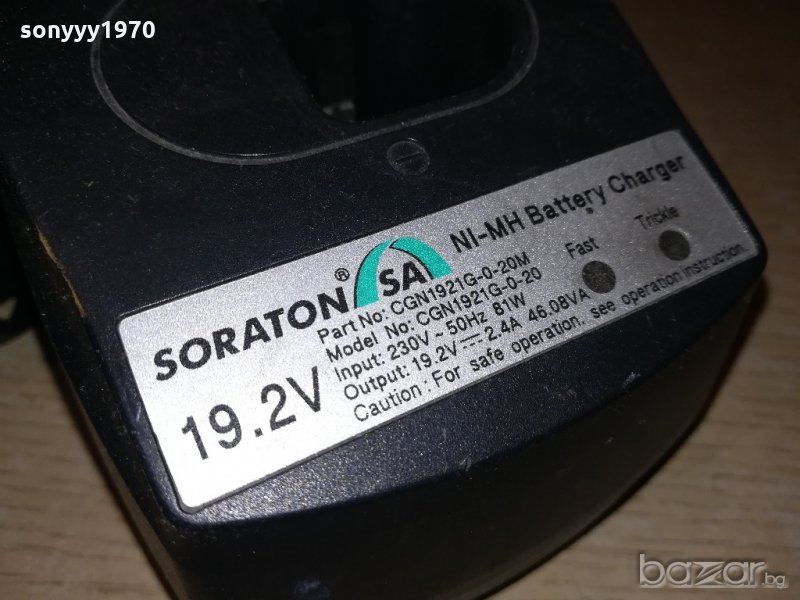 sonyyy1970
SORATON® SA NI-MH Battery Charger
19.2V
Part No: CGN1921G-0-20M
Model No: CGN1921G-0-20
Input: 230V ~ 50Hz 81W
Output: 19.2V⎓ 2.4A 46.08VA
Caution : For safe operation, see operation instruction.
Fast
Trickle
bazar.bg